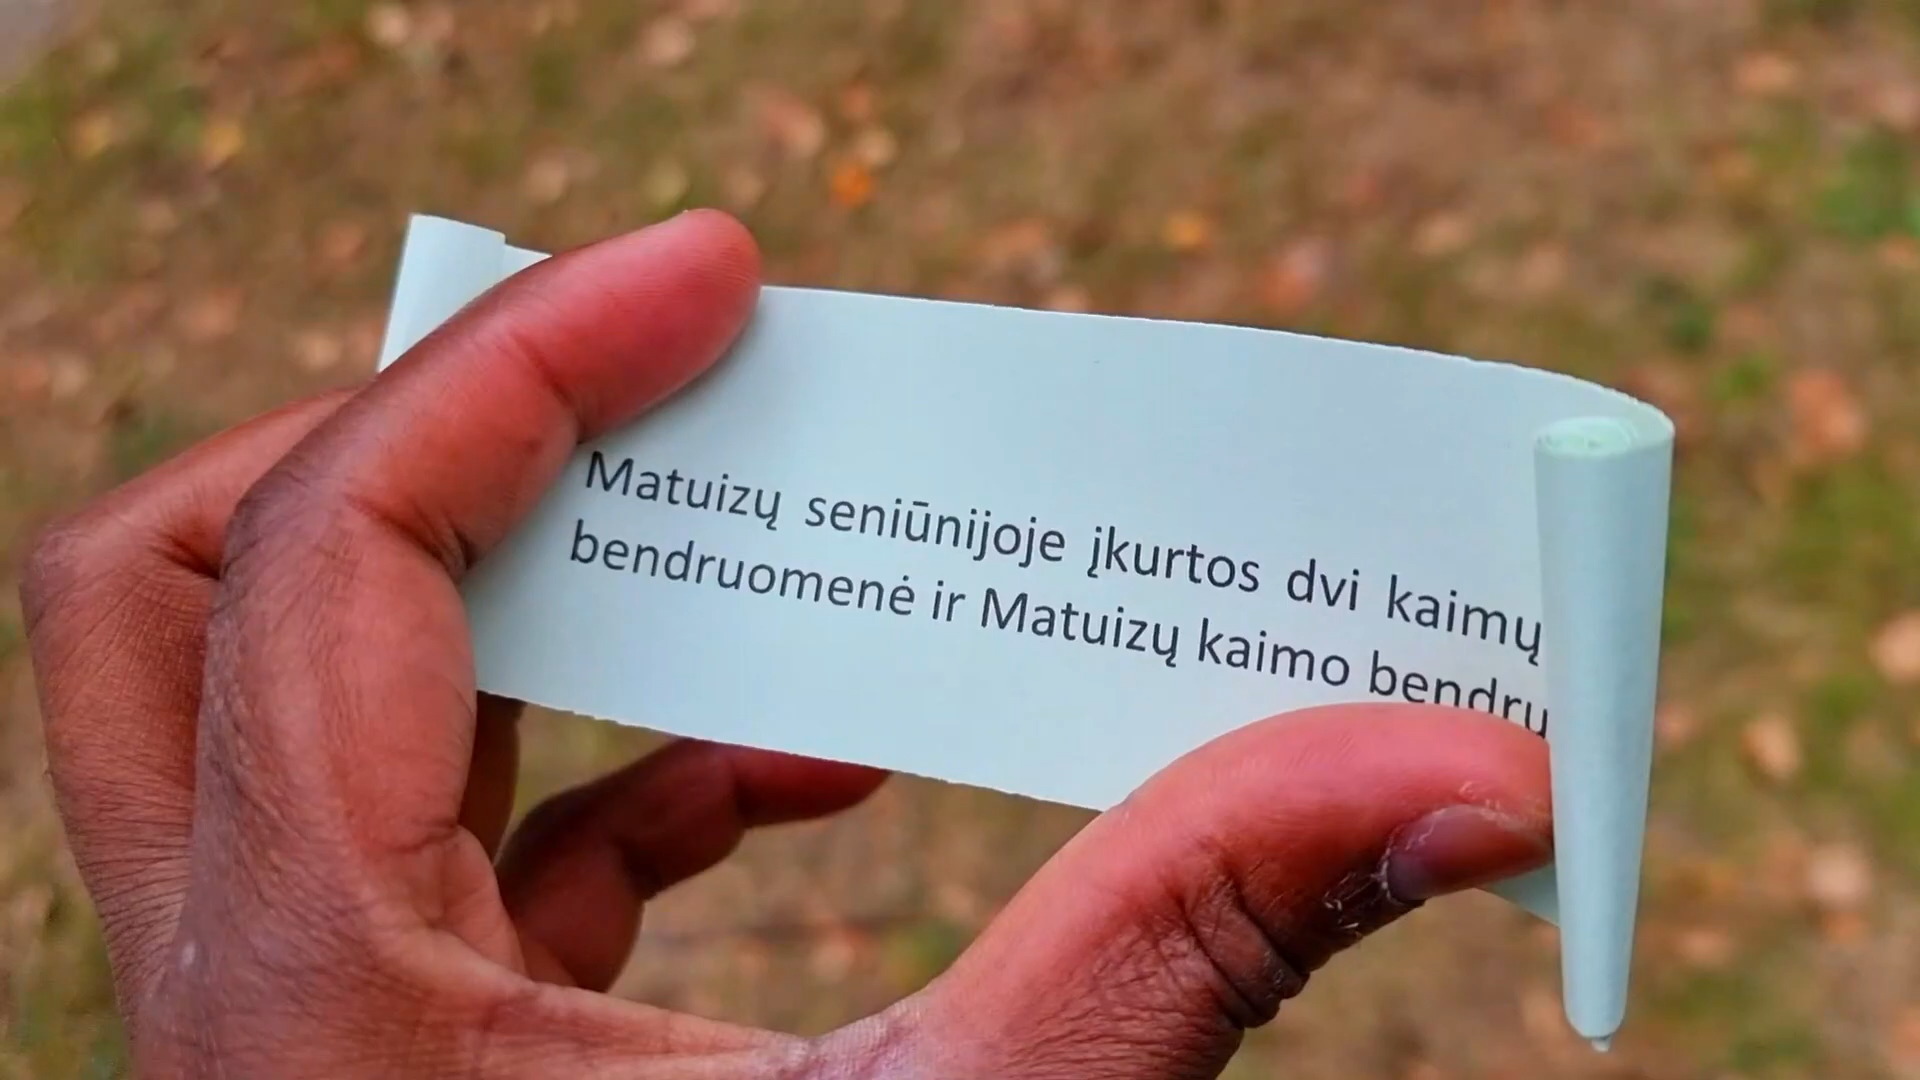 Matuizų seniūnijoje įkurtos dvi kaimų
bendruomenė ir Matuizų kaimo